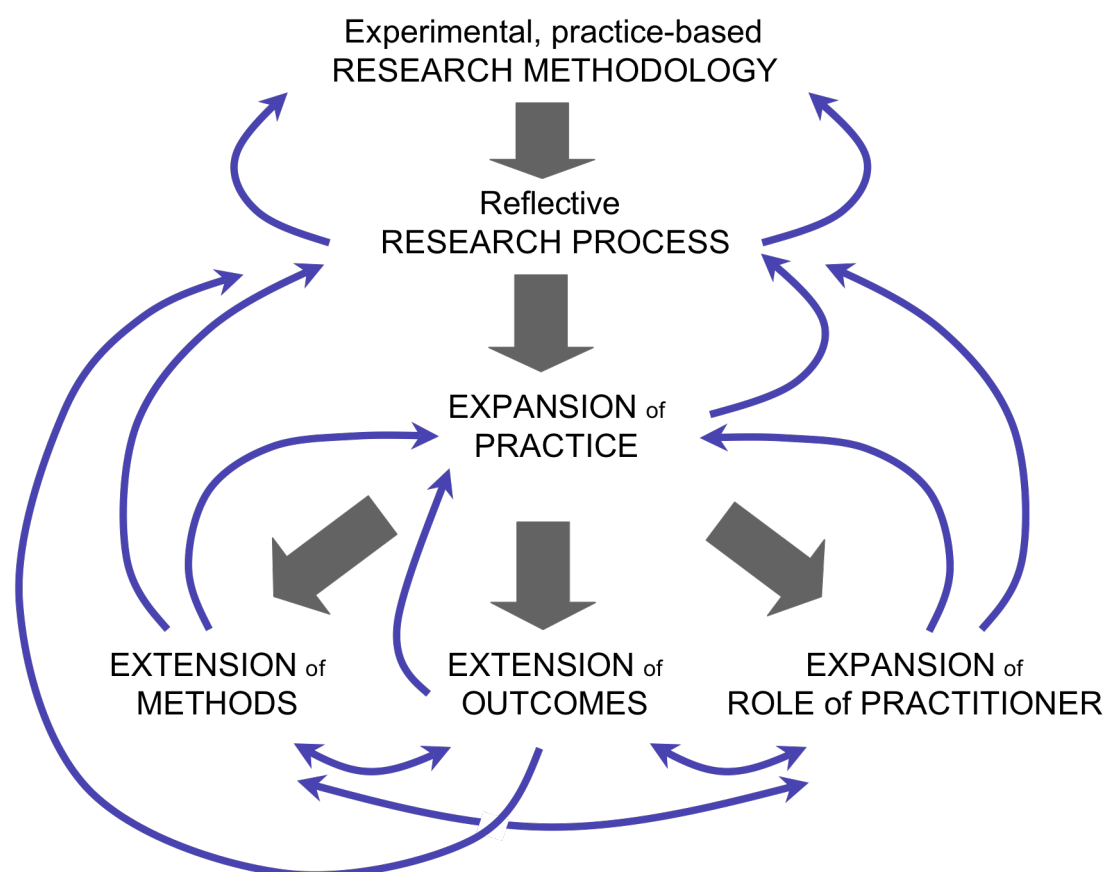 Experimental, practice-based
RESEARCH METHODOLOGY
Reflective
RESEARCH PROCESS
EXPANSION of
PRACTICE
EXTENSION of
METHODS
EXTENSION of
OUTCOMES
EXPANSION of
ROLE of PRACTITIONER